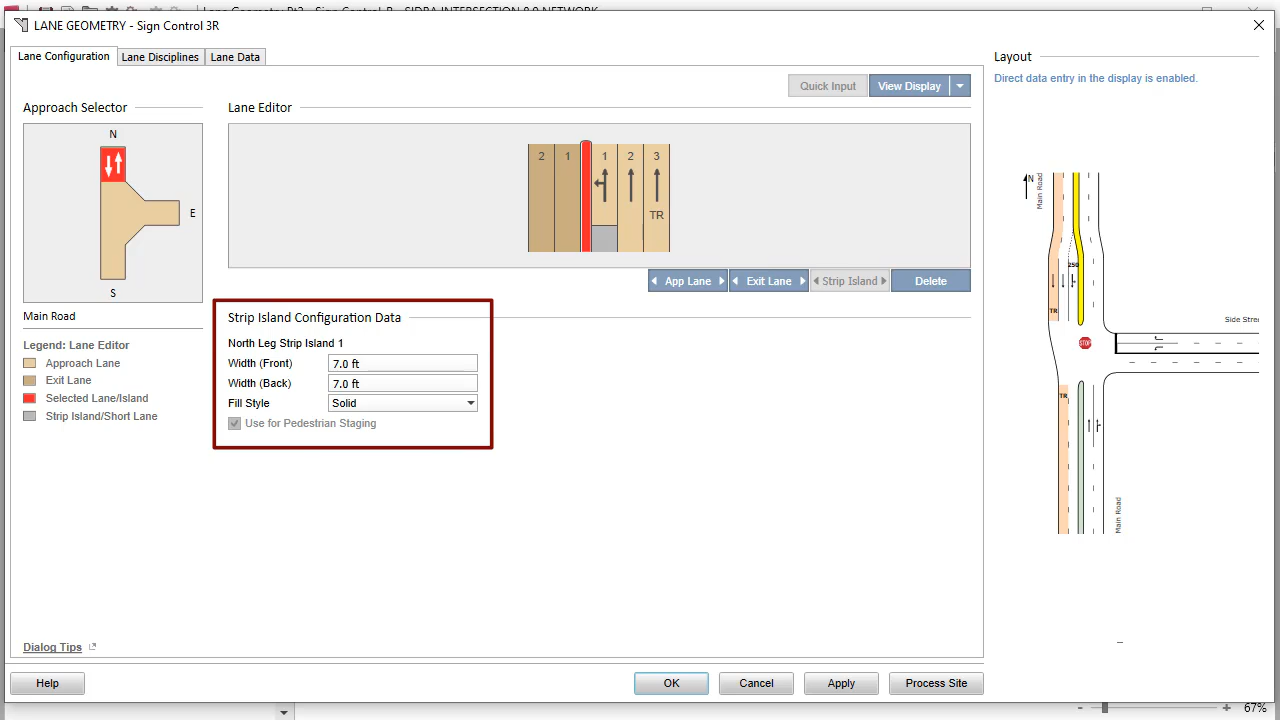 LANE GEOMETRY - Sign Control 3R
Lane Configuration Lane Disciplines Lane Data
Quick Input View Display
Approach Selector
N
E
S
Main Road
Legend: Lane Editor
Approach Lane
Exit Lane
Selected Lane/Island
Strip Island/Short Lane
Lane Editor
2 1 1 2 3
TR
App Lane Exit Lane Strip Island Delete
Strip Island Configuration Data
North Leg Strip Island 1
Width (Front) 7.0 ft
Width (Back) 7.0 ft
Fill Style Solid
Use for Pedestrian Staging
Dialog Tips
Layout
Direct data entry in the display is enabled.
N
Main Road
250
TR
Side Stree
STOP
TR
Main Road
Help OK Cancel Apply Process Site
67%